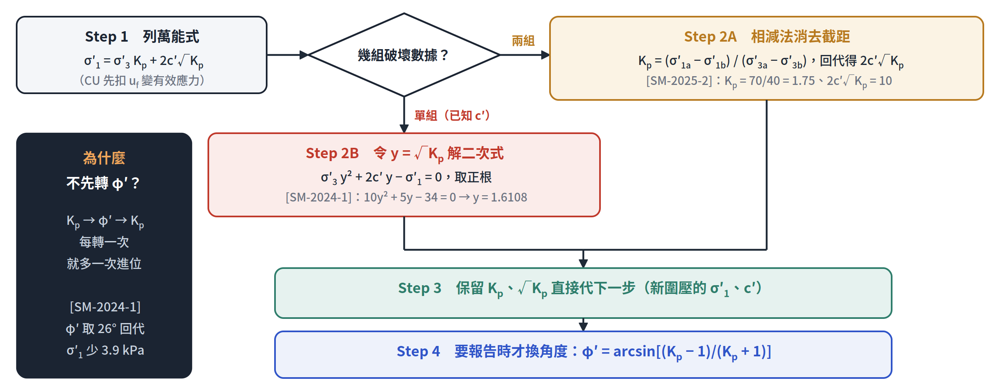 Step 1　列萬能式
σ′₁ = σ′₃ Kₚ + 2c′√Kₚ
（CU 先扣 u_f 變有效應力）
幾組破壞數據？
兩組
Step 2A　相減法消去截距
Kₚ = (σ′₁ₐ − σ′₁b) / (σ′₃ₐ − σ′₃b)，回代得 2c′√Kₚ
[SM-2025-2]：Kₚ = 70/40 = 1.75、2c′√Kₚ = 10
單組（已知 c′）
Step 2B　令 y = √Kₚ 解二次式
σ′₃ y² + 2c′ y − σ′₁ = 0，取正根
[SM-2024-1]：10y² + 5y − 34 = 0 → y = 1.6108
為什麼
不先轉 φ′？
Kₚ → φ′ → Kₚ
每轉一次
就多一次進位
[SM-2024-1]
φ′ 取 26° 回代
σ′₁ 少 3.9 kPa
Step 3　保留 Kₚ、√Kₚ 直接代下一步（新圍壓的 σ′₁、c′）
Step 4　要報告時才換角度：φ′ = arcsin[(Kₚ − 1)/(Kₚ + 1)]